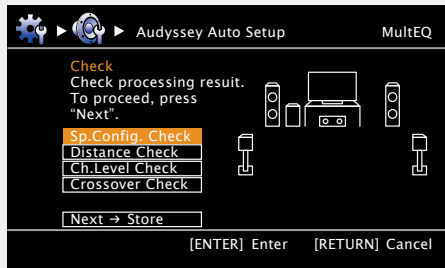 Audyssey Auto Setup MultEQ
Check
Check processing resuit.
To proceed, press
“Next”.
Sp.Config. Check
Distance Check
Ch.Level Check
Crossover Check
Next → Store
[ENTER] Enter [RETURN] Cancel